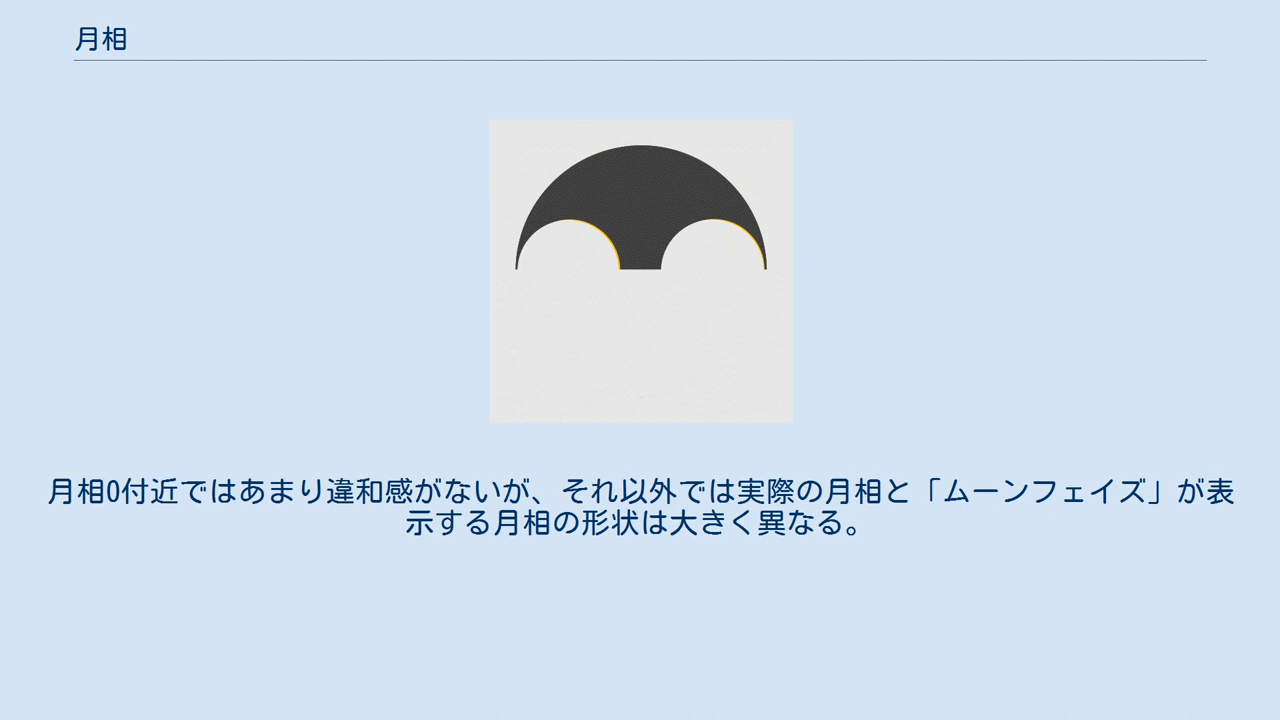 月相
月相0付近ではあまり違和感がないが、それ以外では実際の月相と「ムーンフェイズ」が表
示する月相の形状は大きく異なる。